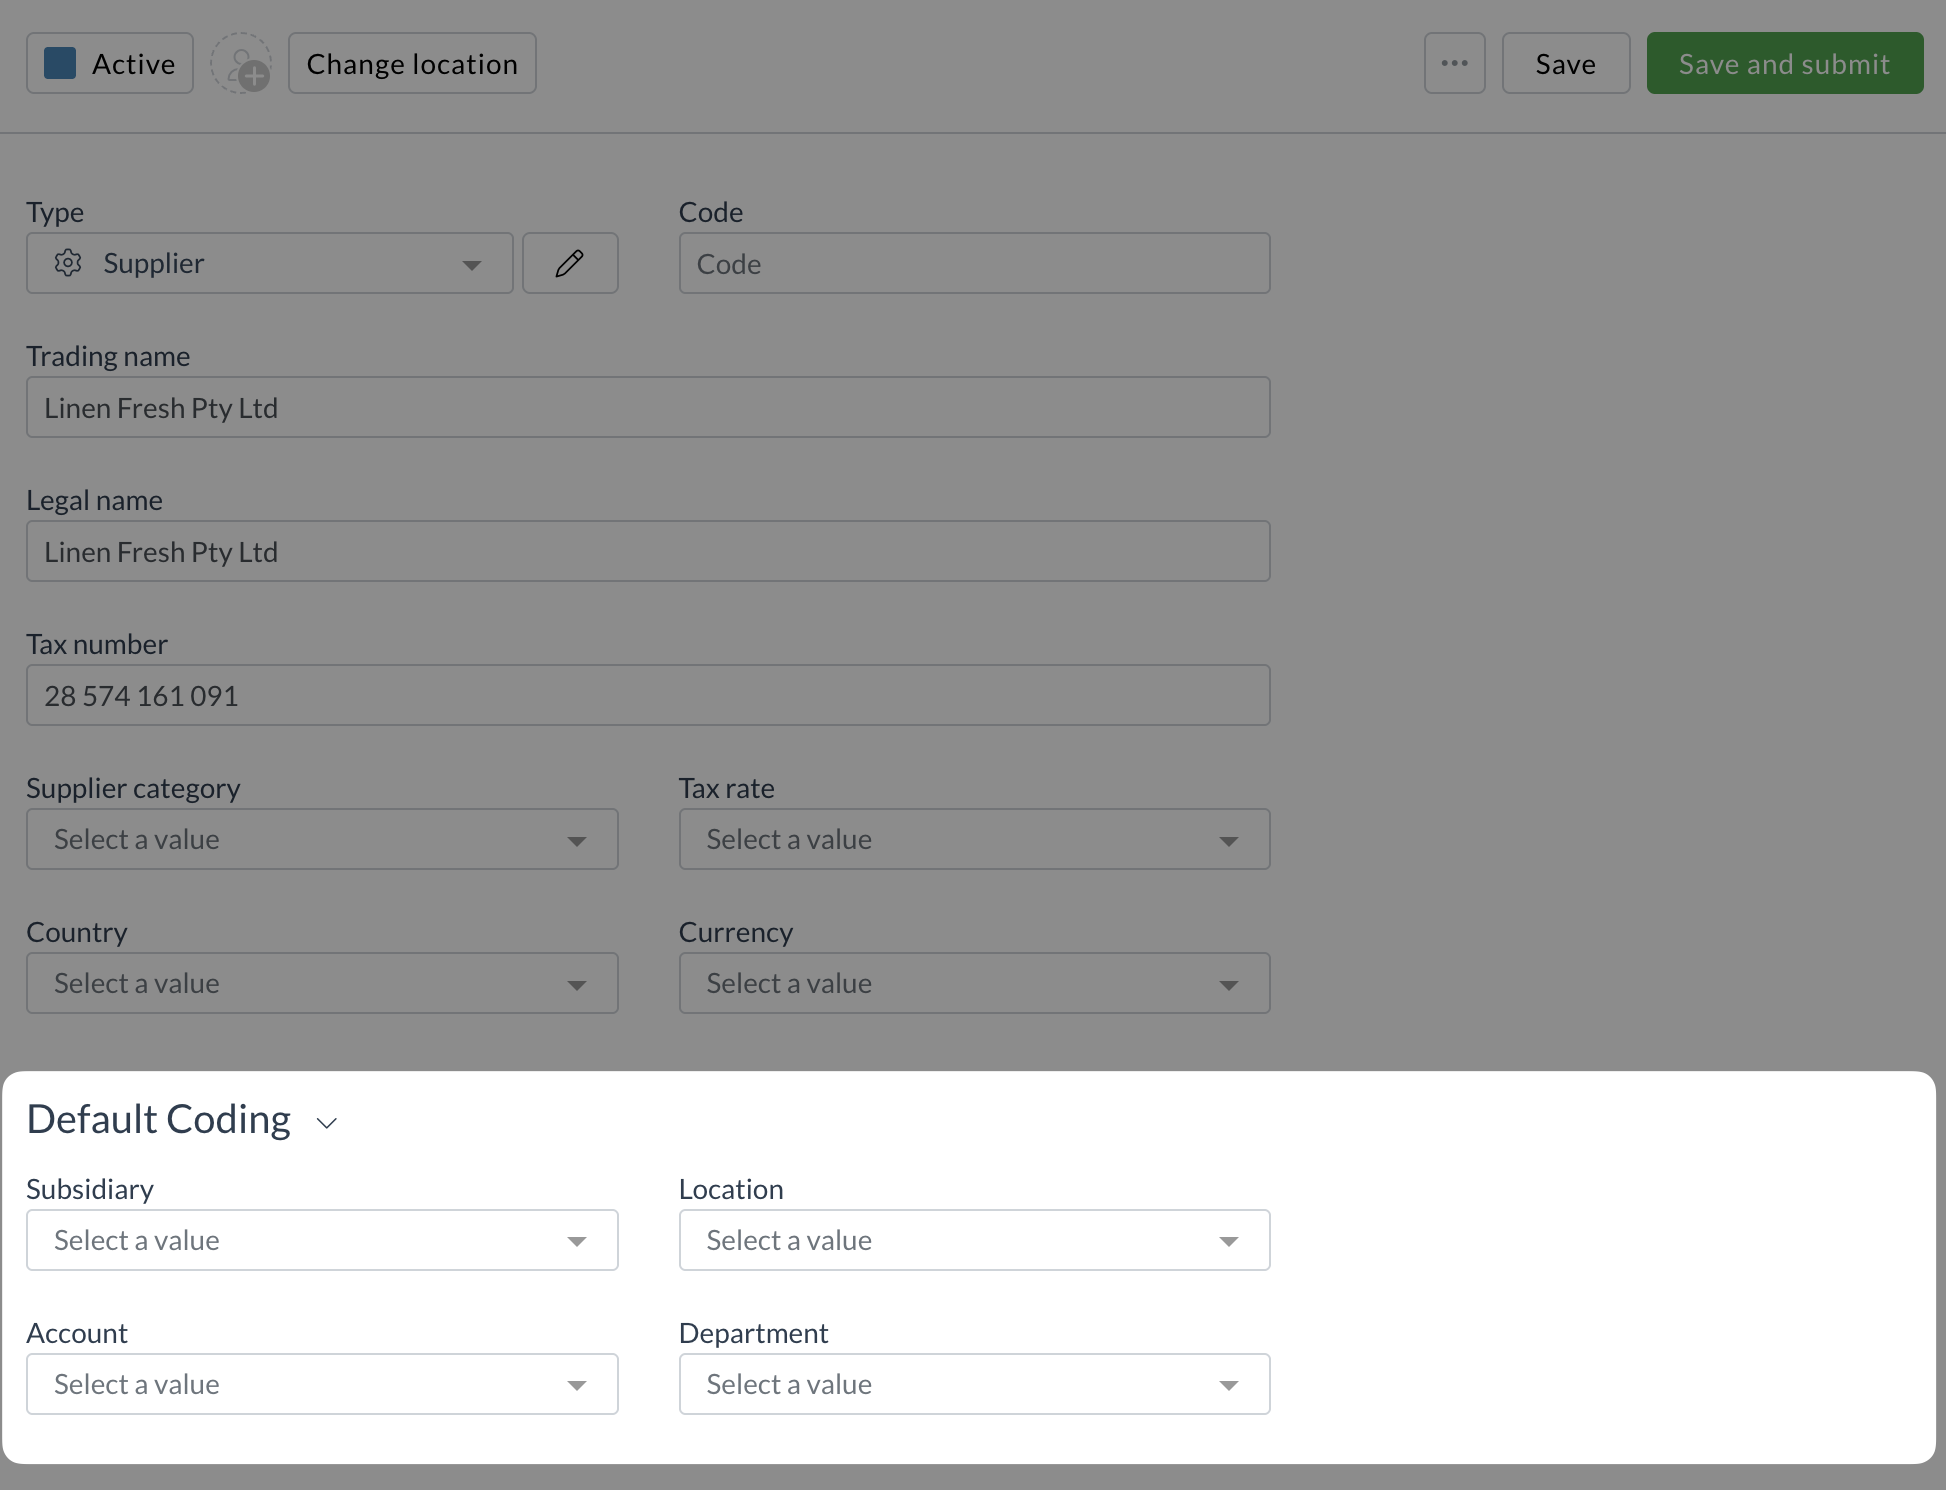 Active
Change location
...
Save
Save and submit
Type
Code
Supplier
Code
Trading name
Linen Fresh Pty Ltd
Legal name
Linen Fresh Pty Ltd
Tax number
28 574 161 091
Supplier category
Tax rate
Select a value
Select a value
Country
Currency
Select a value
Select a value
Default Coding
Subsidiary
Location
Select a value
Select a value
Account
Department
Select a value
Select a value